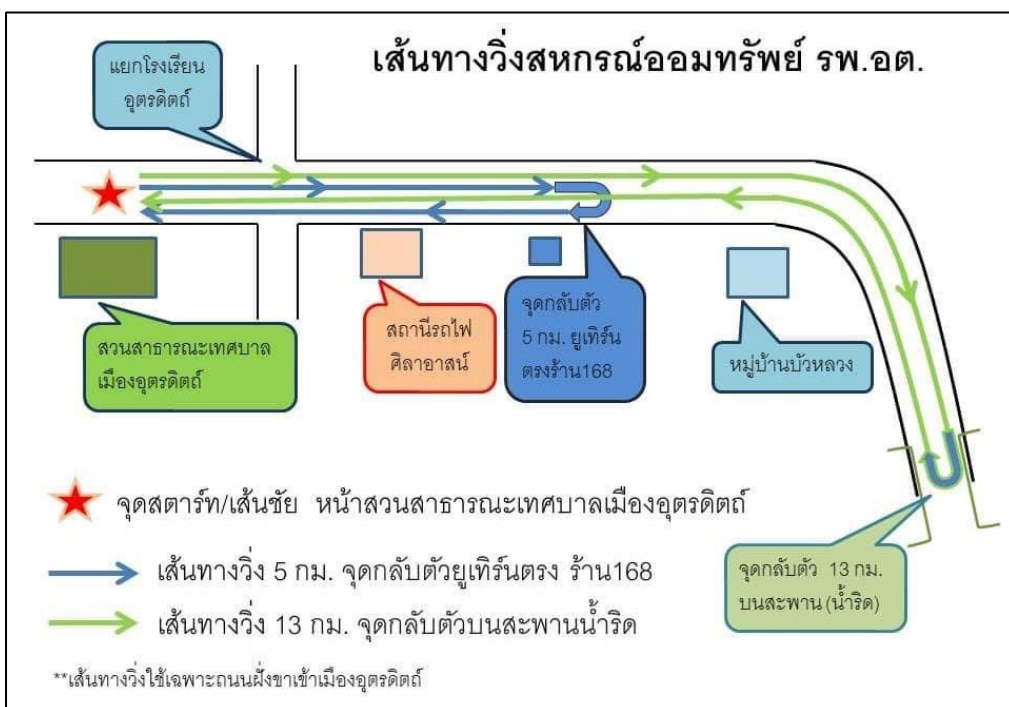 เส้นทางวิ่งสหกรณ์ออมทรัพย์ รพ.อต.
แยกโรงเรียน
อุตรดิตถ์
สวนสาธารณะเทศบาล
เมืองอุตรดิตถ์
สถานีรถไฟ
ศิลาอาสน์
จุดกลับตัว
5 กม. ยูเทิร์น
ตรงร้าน168
หมู่บ้านบัวหลวง
จุดกลับตัว 13 กม.
บนสะพาน (น้ำริด)
จุดสตาร์ท/เส้นชัย หน้าสวนสาธารณะเทศบาลเมืองอุตรดิตถ์
เส้นทางวิ่ง 5 กม. จุดกลับตัวยูเทิร์นตรง ร้าน168
เส้นทางวิ่ง 13 กม. จุดกลับตัวบนสะพานน้ำริด
**เส้นทางวิ่งใช้เฉพาะถนนฝั่งขาเข้าเมืองอุตรดิตถ์